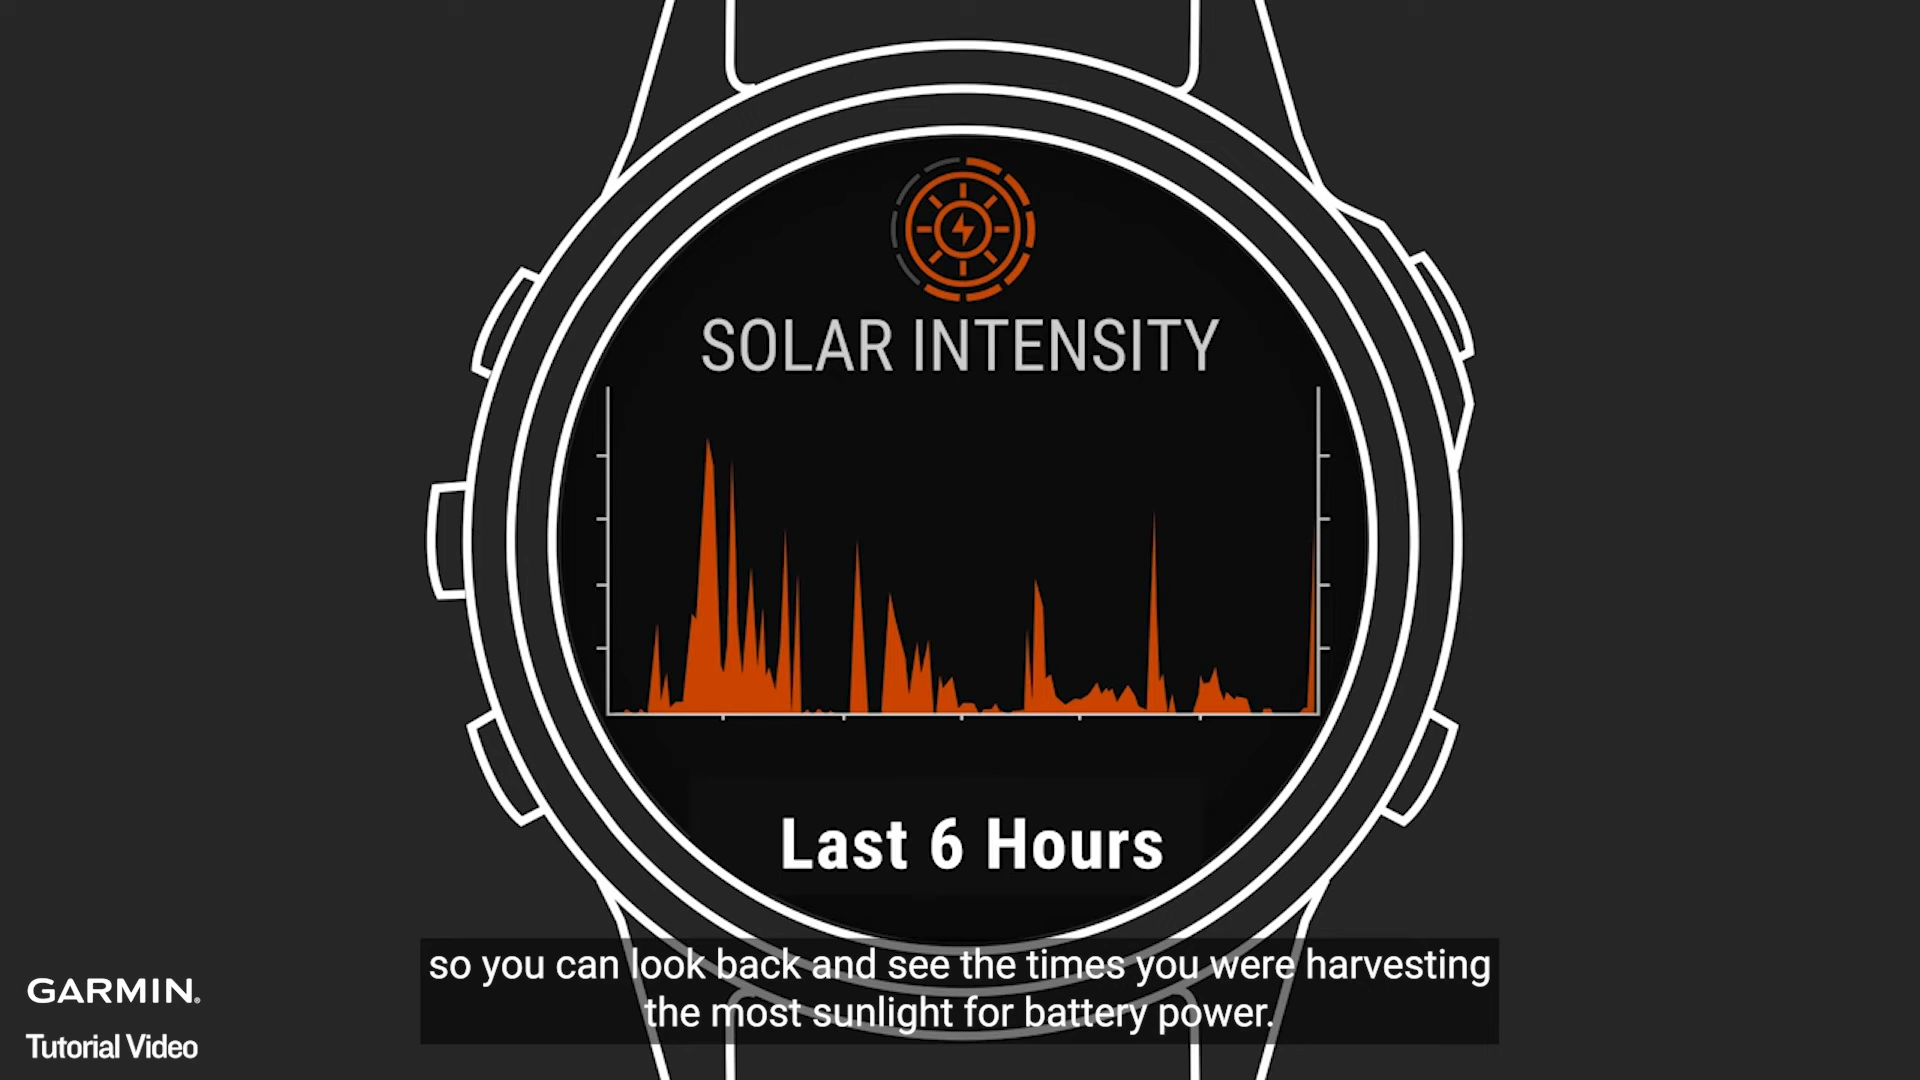 SOLAR INTENSITY
Last 6 Hours
so you can look back and see the times you were harvesting
the most sunlight for battery power.
GARMIN®
Tutorial Video